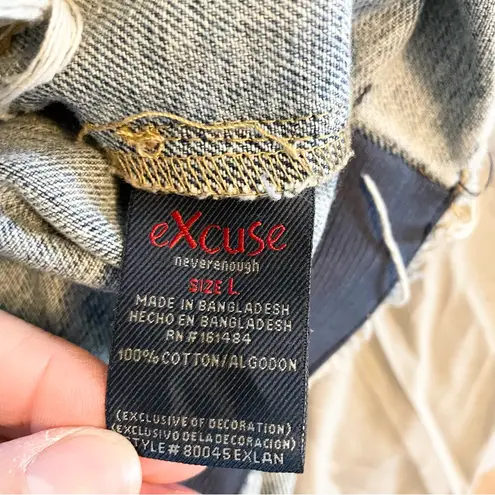 eXcuse
neverenough
SIZE L
MADE IN BANGLADESH
HECHO EN BANGLADESH
RN#161484
100% COTTON/ALGODON
(EXCLUSIVE OF DECORATION)
(EXCLUSIVO DE LA DECORACION)
STYLE#80045EXLAN